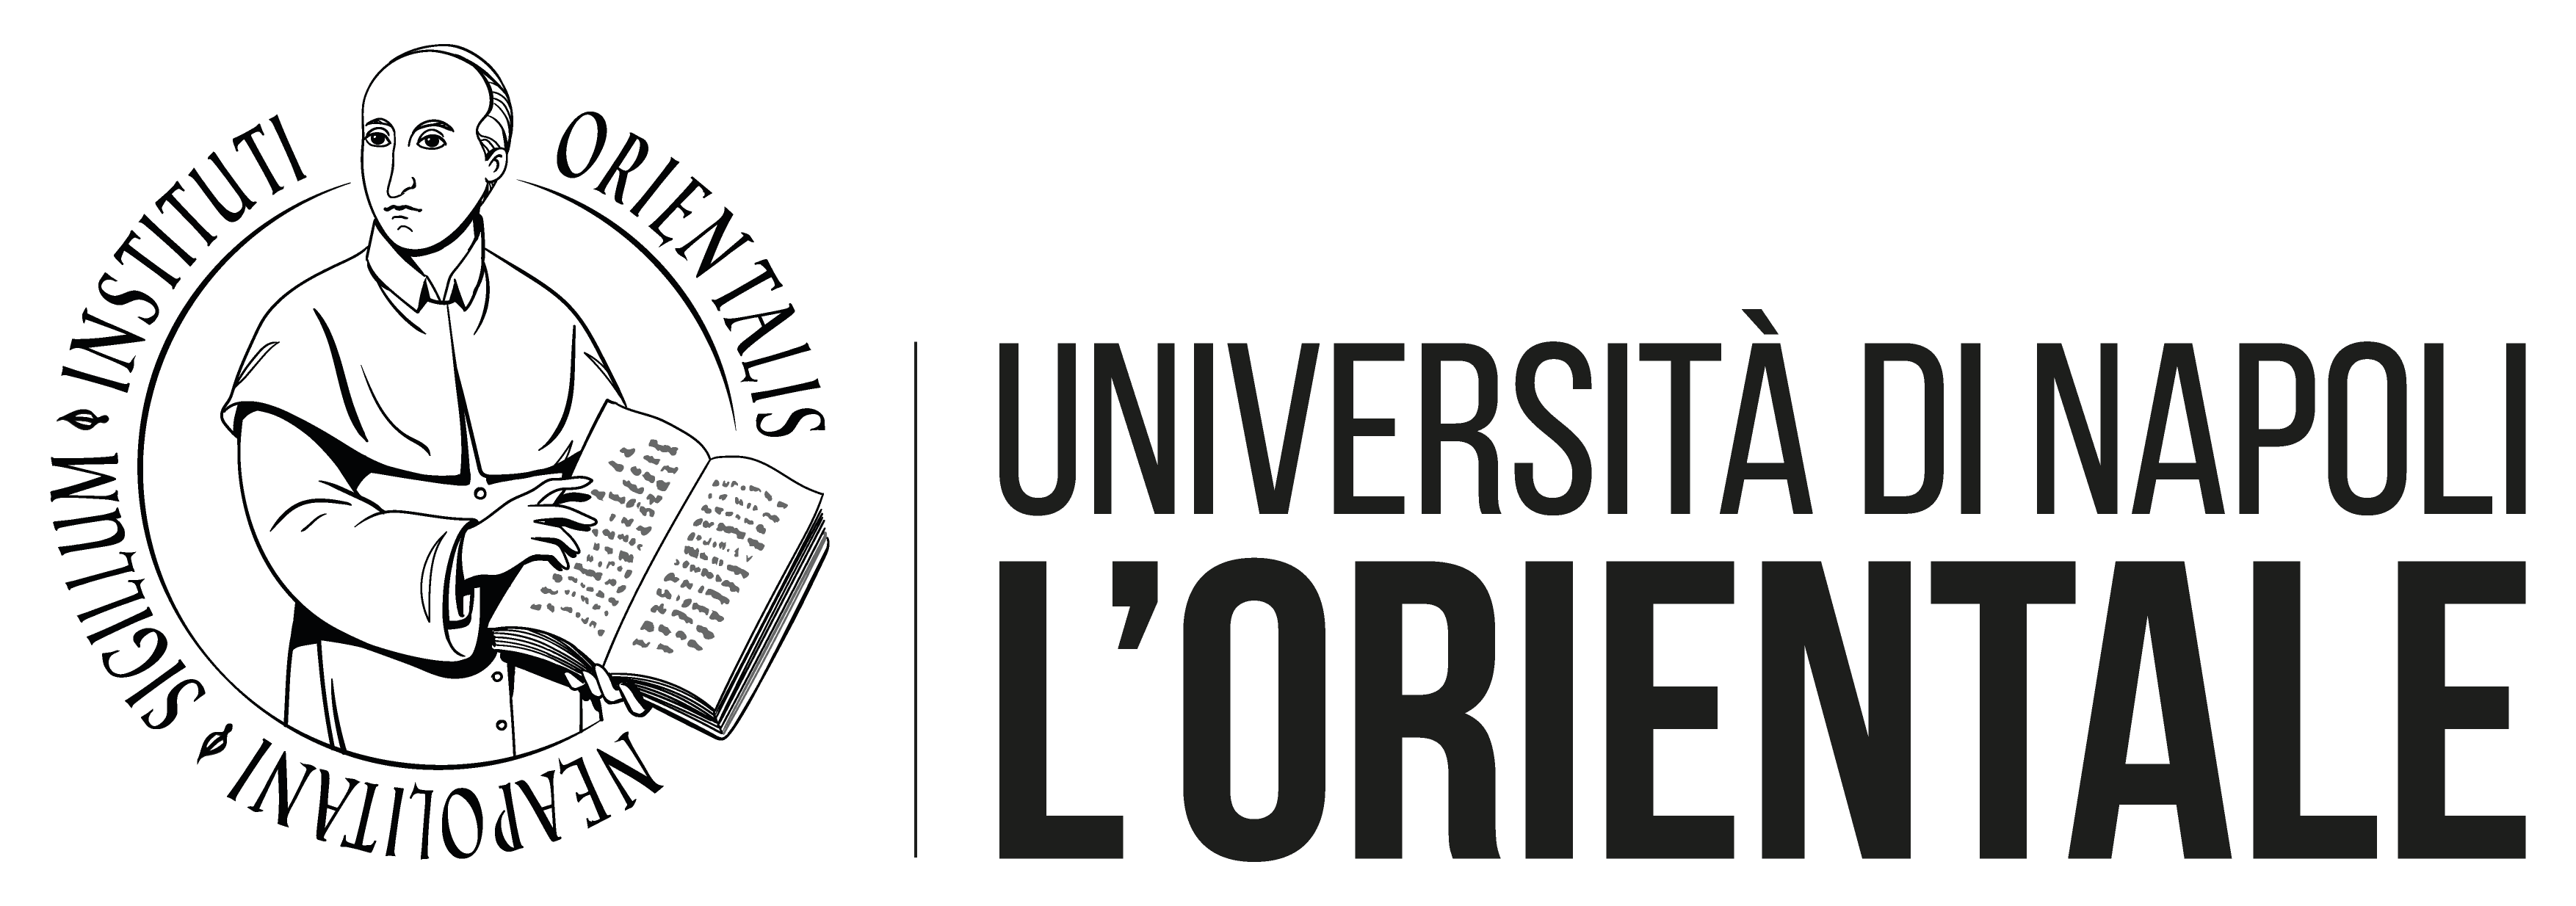 SIGILLUM INSTITUTI ORIENTALIS NEAPOLITANI
UNIVERSITÀ DI NAPOLI
L'ORIENTALE